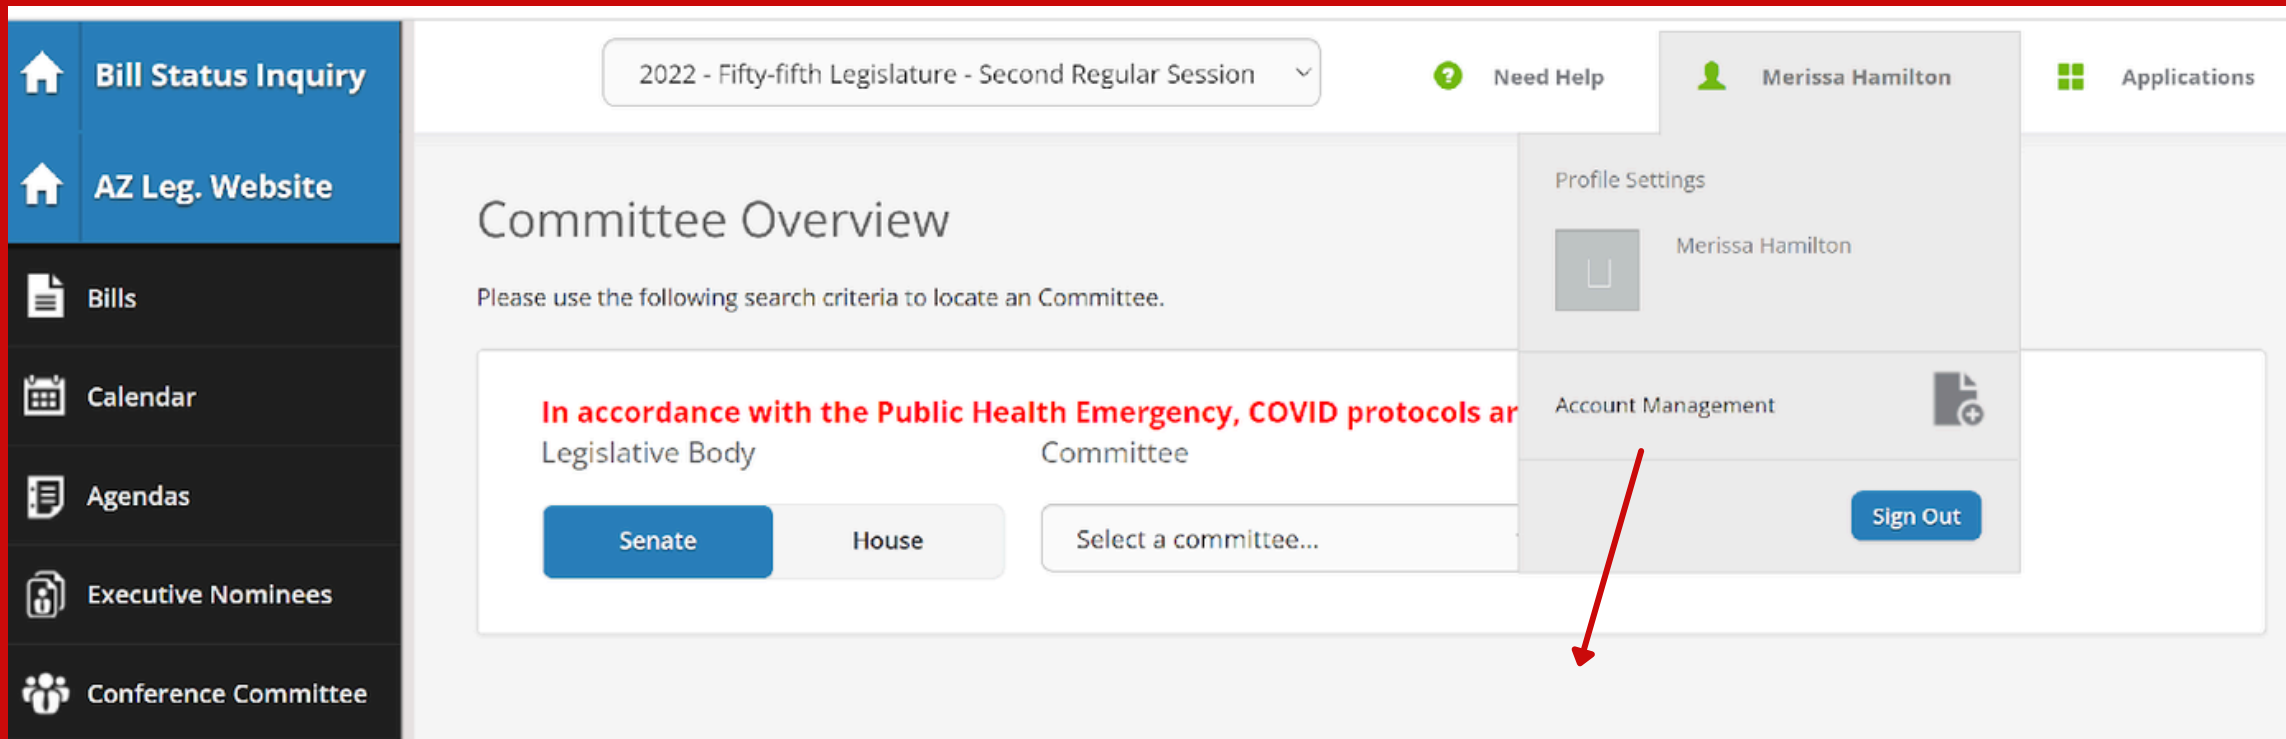 Bill Status Inquiry
AZ Leg. Website
Bills
Calendar
Agendas
Executive Nominees
Conference Committee
2022 - Fifty-fifth Legislature - Second Regular Session
Need Help
Merissa Hamilton
Applications
Committee Overview
Please use the following search criteria to locate an Committee.
In accordance with the Public Health Emergency, COVID protocols ar
Legislative Body
Committee
Senate
House
Select a committee...
Profile Settings
Merissa Hamilton
Account Management
Sign Out